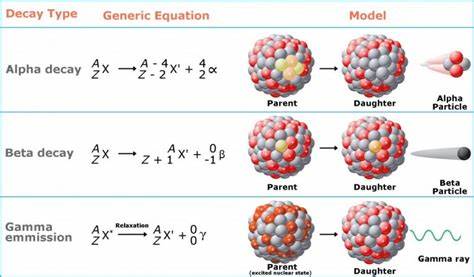 Decay Type Generic Equation Model
Alpha decay
A
Z X → A - 4
Z - 2 X' + 4
2 α
Parent Daughter Alpha
Particle
Beta decay
A
Z X → A
Z + 1 X' + 0
-1 β
Parent Daughter Beta
Particle
Gamma
emmission
A
Z X* Relaxation → A
Z X' + 0
0 γ
Parent
(excited nuclear state)
Daughter
Gamma ray